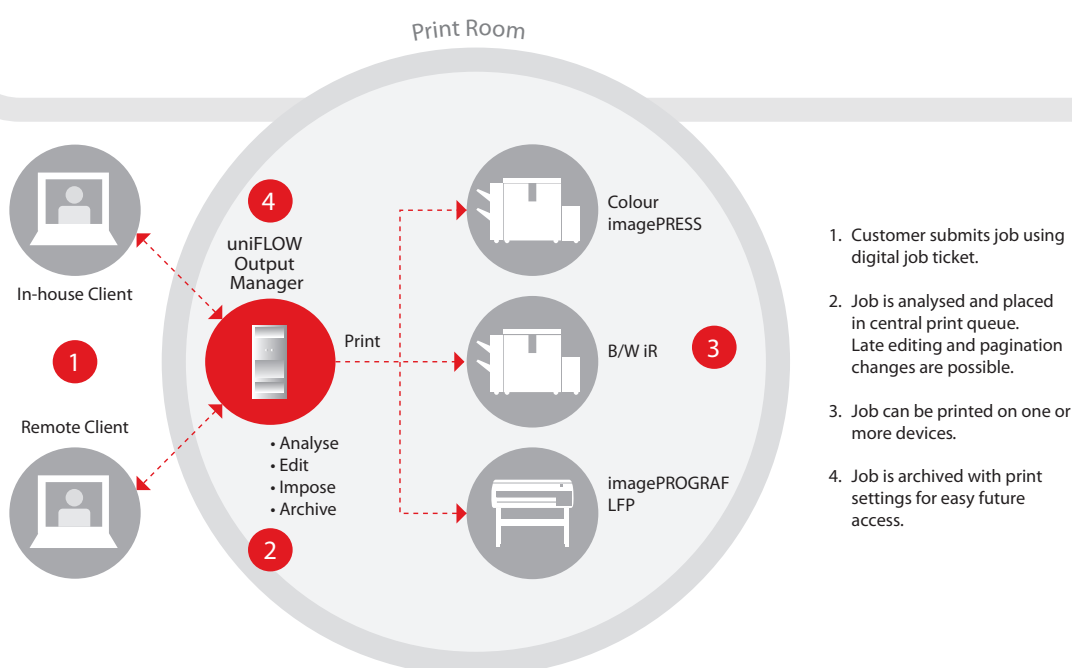 Print Room
4
uniFLOW
Output
Manager
In-house Client
1
Remote Client
Print
• Analyse
• Edit
• Impose
• Archive
2
Colour
imagePRESS
B/W iR
3
imagePROGRAF
LFP
1. Customer submits job using
digital job ticket.
2. Job is analysed and placed
in central print queue.
Late editing and pagination
changes are possible.
3. Job can be printed on one or
more devices.
4. Job is archived with print
settings for easy future
access.